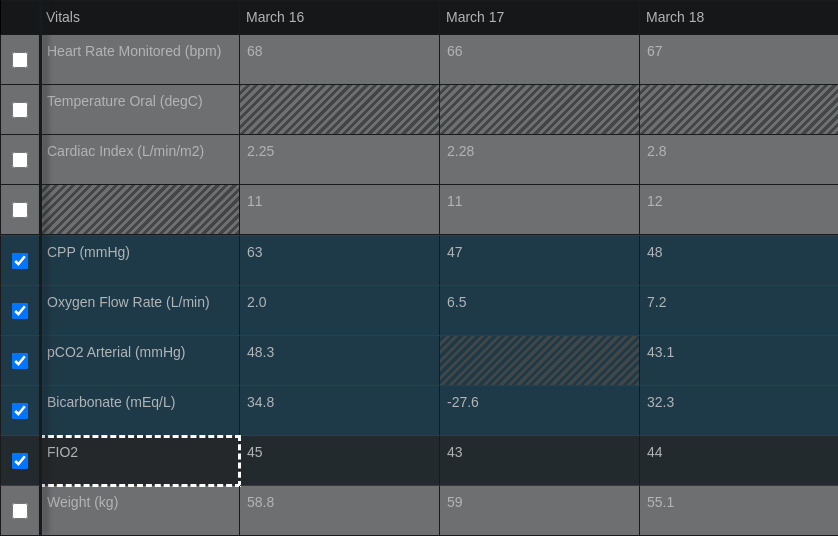 Vitals March 16 March 17 March 18
Heart Rate Monitored (bpm) 68 66 67
Temperature Oral (degC)
Cardiac Index (L/min/m2) 2.25 2.28 2.8
11 11 12
CPP (mmHg) 63 47 48
Oxygen Flow Rate (L/min) 2.0 6.5 7.2
pCO2 Arterial (mmHg) 48.3 43.1
Bicarbonate (mEq/L) 34.8 -27.6 32.3
FIO2 45 43 44
Weight (kg) 58.8 59 55.1